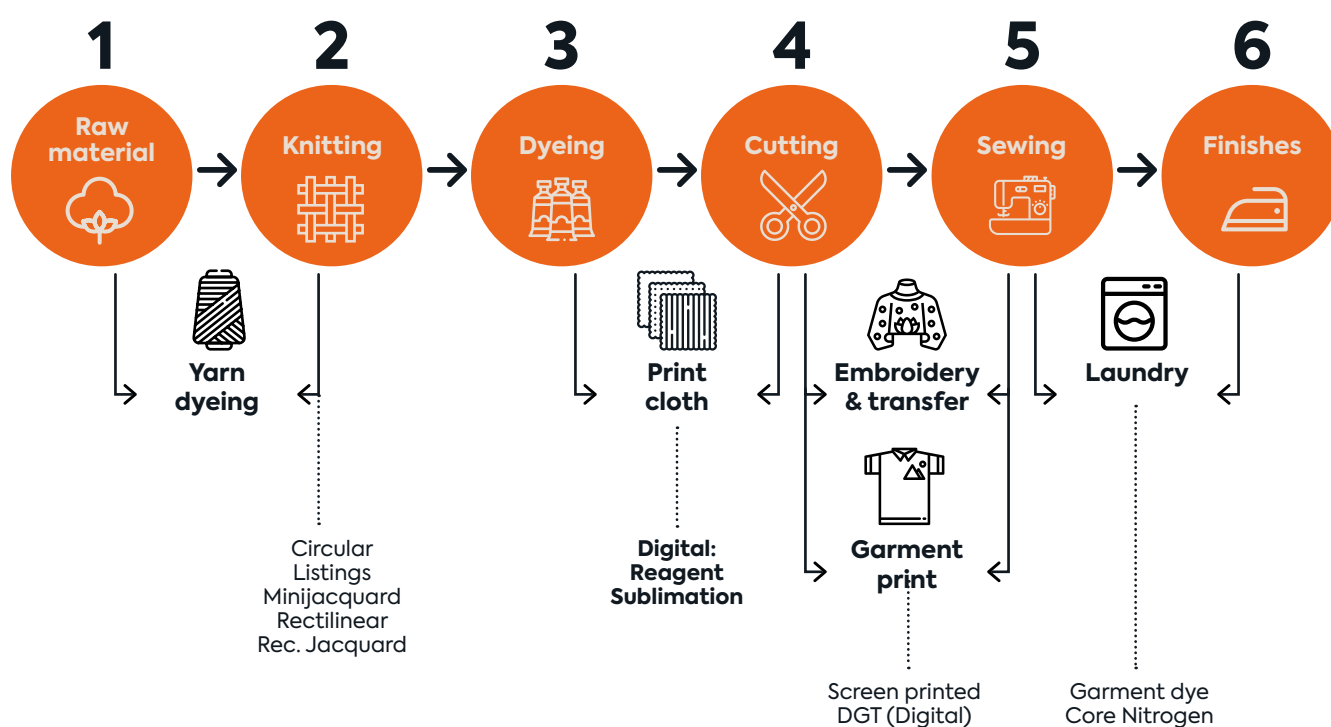 1
2
3
4
5
6
Raw
material
Knitting
Dyeing
Cutting
Sewing
Finishes
Yarn
dyeing
Print
cloth
Embroidery
& transfer
Laundry
Garment
print
Circular
Listings
Minijacquard
Rectilinear
Rec. Jacquard
Digital:
Reagent
Sublimation
Screen printed
DGT (Digital)
Garment dye
Core Nitrogen